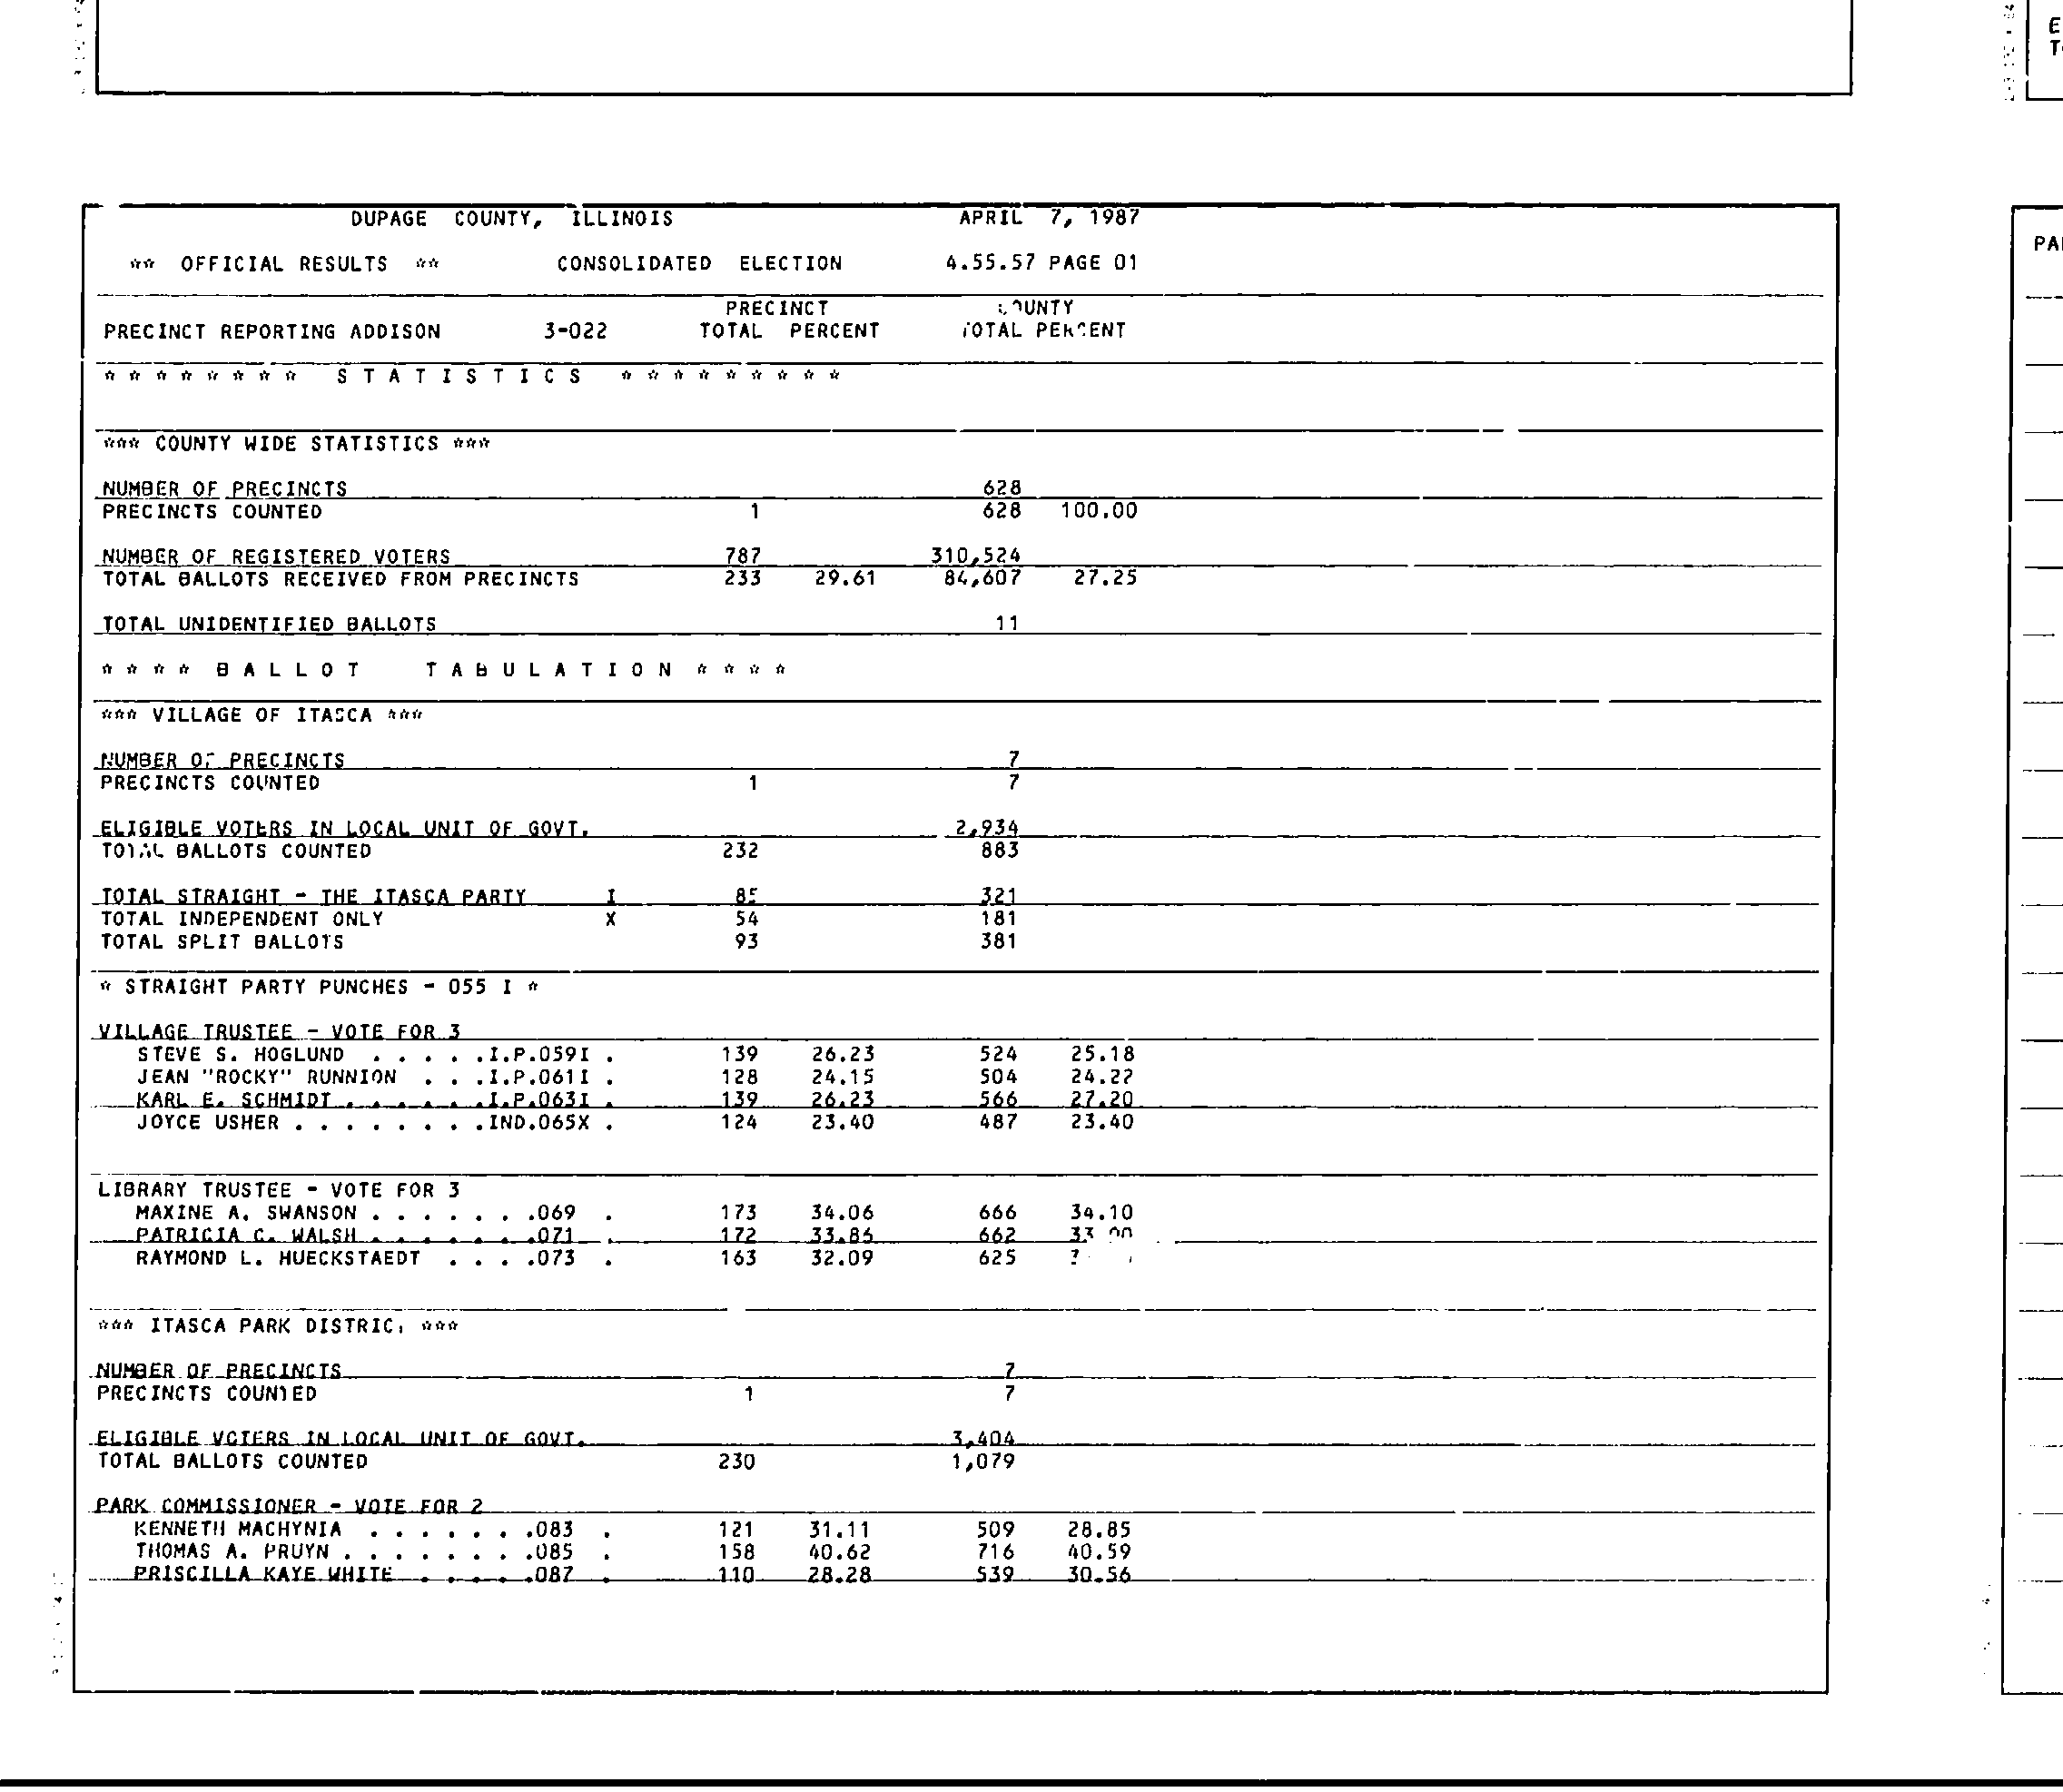 DUPAGE COUNTY, ILLINOIS APRIL 7, 1987
** OFFICIAL RESULTS ** CONSOLIDATED ELECTION 4.55.57 PAGE 01
PRECINCT COUNTY
PRECINCT REPORTING ADDISON 3-022 TOTAL PERCENT TOTAL PERCENT
* * * * * * * * S T A T I S T I C S * * * * * * * * *
*** COUNTY WIDE STATISTICS ***
NUMBER OF PRECINCTS 628
PRECINCTS COUNTED 1 628 100.00
NUMBER OF REGISTERED VOTERS 787 310,524
TOTAL BALLOTS RECEIVED FROM PRECINCTS 233 29.61 84,607 27.25
TOTAL UNIDENTIFIED BALLOTS 11
* * * * B A L L O T T A B U L A T I O N * * * *
*** VILLAGE OF ITASCA ***
NUMBER OF PRECINCTS 7
PRECINCTS COUNTED 1 7
ELIGIBLE VOTERS IN LOCAL UNIT OF GOVT. 2,934
TOTAL BALLOTS COUNTED 232 883
TOTAL STRAIGHT - THE ITASCA PARTY I 85 321
TOTAL INDEPENDENT ONLY X 54 181
TOTAL SPLIT BALLOTS 93 381
* STRAIGHT PARTY PUNCHES - 055 I *
VILLAGE TRUSTEE - VOTE FOR 3
STEVE S. HOGLUND . . . . .I.P.059I . 139 26.23 524 25.18
JEAN "ROCKY" RUNNION . . .I.P.061I . 128 24.15 504 24.22
KARL E. SCHMIDT . . . . . .I.P.063I . 139 26.23 566 27.20
JOYCE USHER . . . . . . . .IND.065X . 124 23.40 487 23.40
LIBRARY TRUSTEE - VOTE FOR 3
MAXINE A. SWANSON . . . . . . .069 . 173 34.06 666 34.10
PATRICIA C. WALSH . . . . . . .071 . 172 33.86 662
RAYMOND L. HUECKSTAEDT . . . .073 . 163 32.09 625
*** ITASCA PARK DISTRICT ***
NUMBER OF PRECINCTS 7
PRECINCTS COUNTED 1 7
ELIGIBLE VOTERS IN LOCAL UNIT OF GOVT. 3,404
TOTAL BALLOTS COUNTED 230 1,079
PARK COMMISSIONER - VOTE FOR 2
KENNETH MACHYNIA . . . . . . .083 . 121 31.11 509 28.85
THOMAS A. PRUYN . . . . . . . .085 . 158 40.62 716 40.59
PRISCILLA KAYE WHITE . . . . .087 . 110 28.28 539 30.56